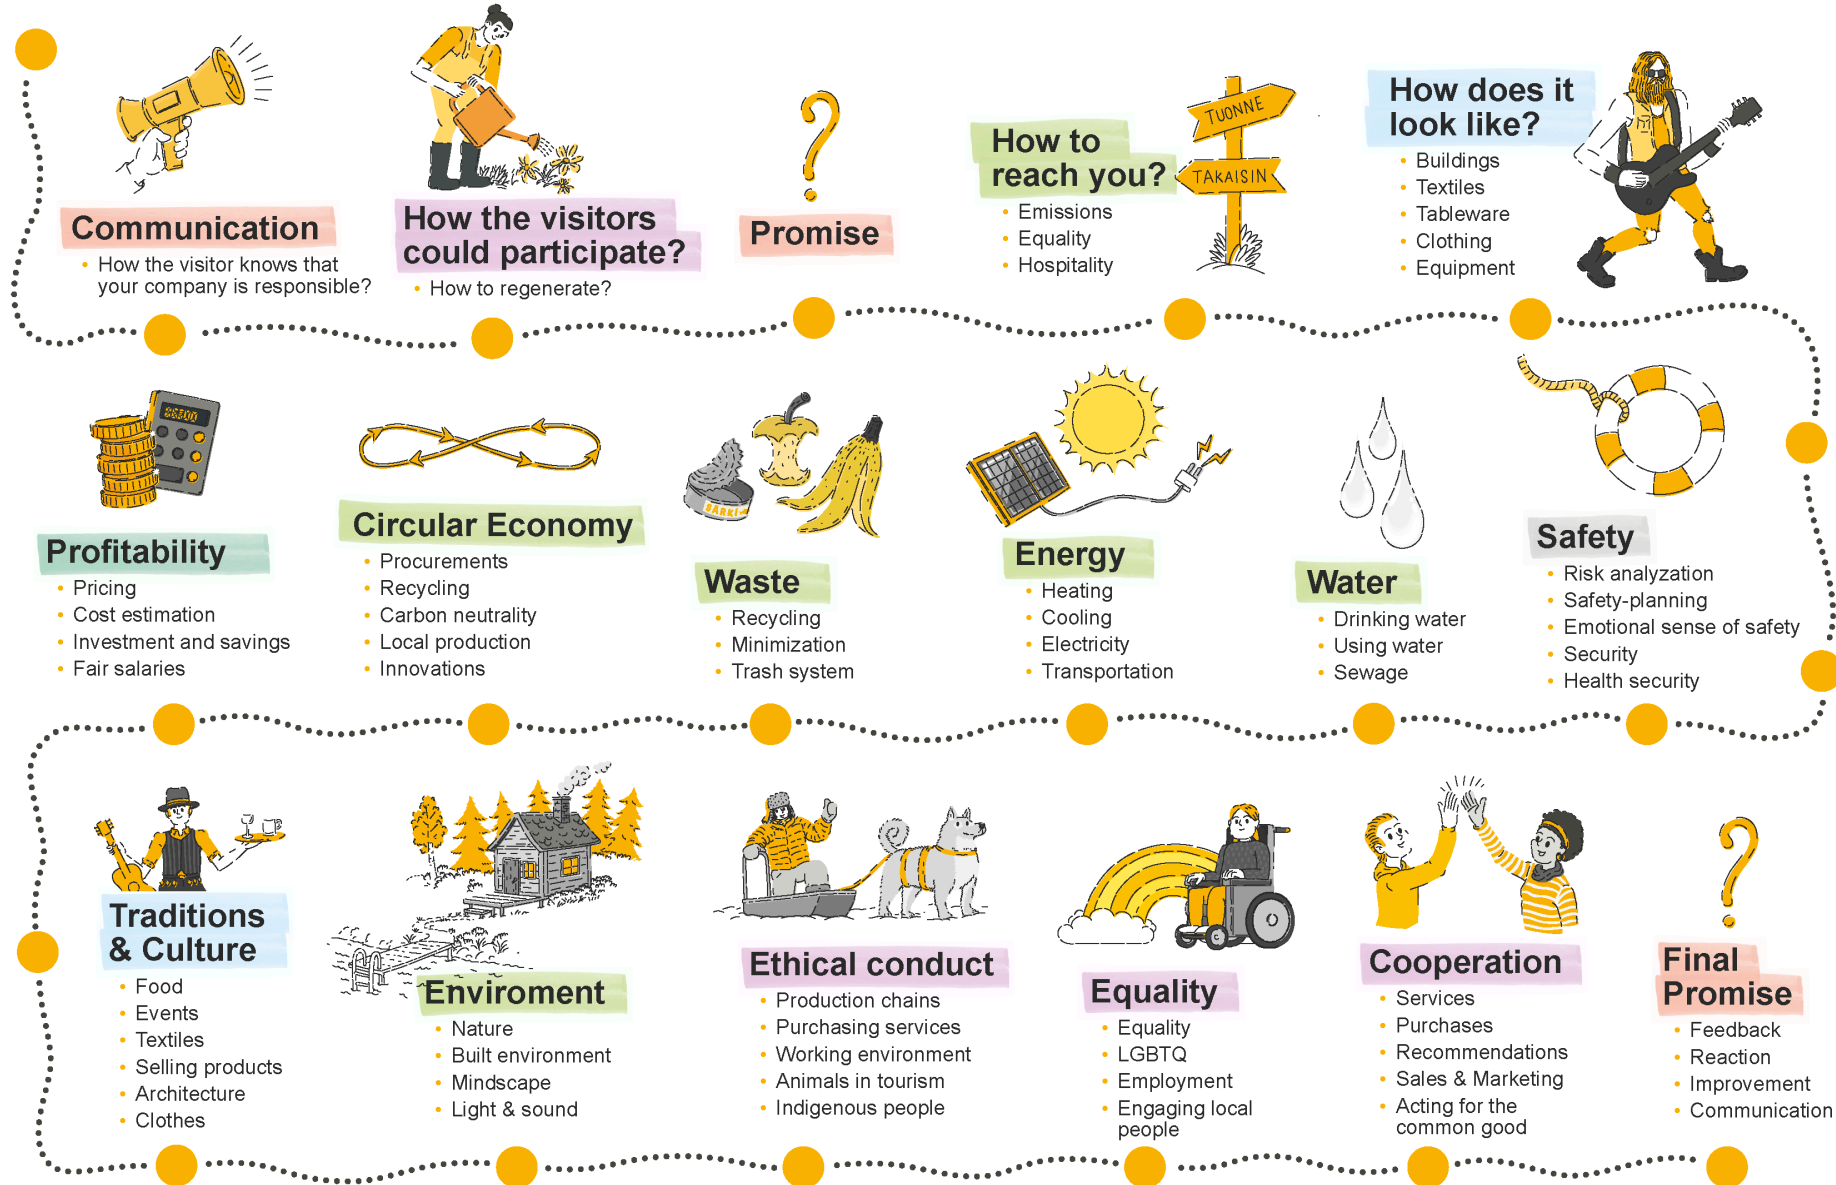 Communication
• How the visitor knows that
your company is responsible?
How the visitors
could participate?
• How to regenerate?
Promise
How to
reach you?
• Emissions
• Equality
• Hospitality
TUONNE
TAKAISIN
How does it
look like?
• Buildings
• Textiles
• Tableware
• Clothing
• Equipment
Profitability
• Pricing
• Cost estimation
• Investment and savings
• Fair salaries
Circular Economy
• Procurements
• Recycling
• Carbon neutrality
• Local production
• Innovations
Waste
• Recycling
• Minimization
• Trash system
Energy
• Heating
• Cooling
• Electricity
• Transportation
Water
• Drinking water
• Using water
• Sewage
Safety
• Risk analyzation
• Safety-planning
• Emotional sense of safety
• Security
• Health security
Traditions
& Culture
• Food
• Events
• Textiles
• Selling products
• Architecture
• Clothes
Enviroment
• Nature
• Built environment
• Mindscape
• Light & sound
Ethical conduct
• Production chains
• Purchasing services
• Working environment
• Animals in tourism
• Indigenous people
Equality
• Equality
• LGBTQ
• Employment
• Engaging local
people
Cooperation
• Services
• Purchases
• Recommendations
• Sales & Marketing
• Acting for the
common good
Final
Promise
• Feedback
• Reaction
• Improvement
• Communication